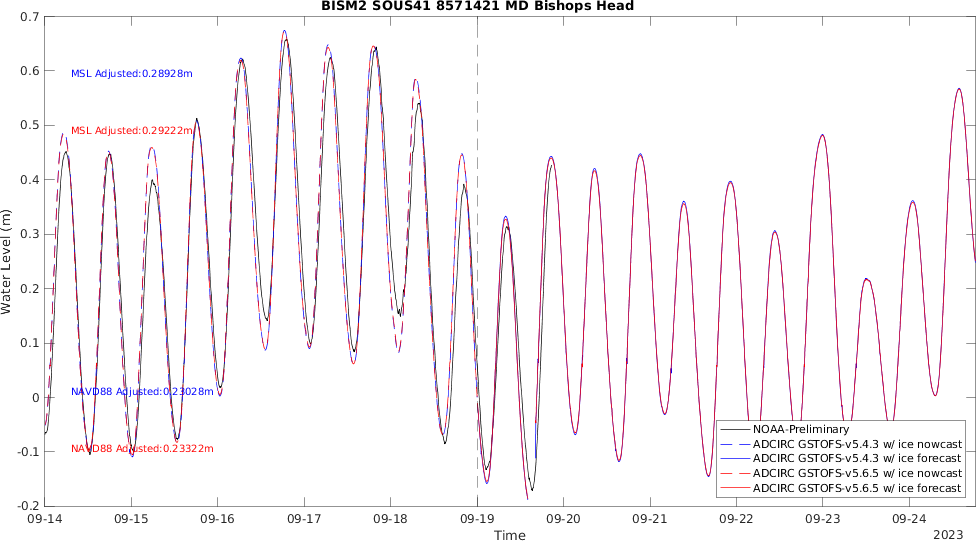 BISM2 SOUS41 8571421 MD Bishops Head
0.7
0.6
0.5
0.4
0.3
0.2
0.1
0
-0.1
-0.2
Water Level (m)
MSL Adjusted:0.28928m
MSL Adjusted:0.29222m
NAVD88 Adjusted:0.23028m
NAVD88 Adjusted:0.23322m
NOAA-Preliminary
ADCIRC GSTOFS-v5.4.3 w/ ice nowcast
ADCIRC GSTOFS-v5.4.3 w/ ice forecast
ADCIRC GSTOFS-v5.6.5 w/ ice nowcast
ADCIRC GSTOFS-v5.6.5 w/ ice forecast
09-14 09-15 09-16 09-17 09-18 09-19 09-20 09-21 09-22 09-23 09-24
Time
2023